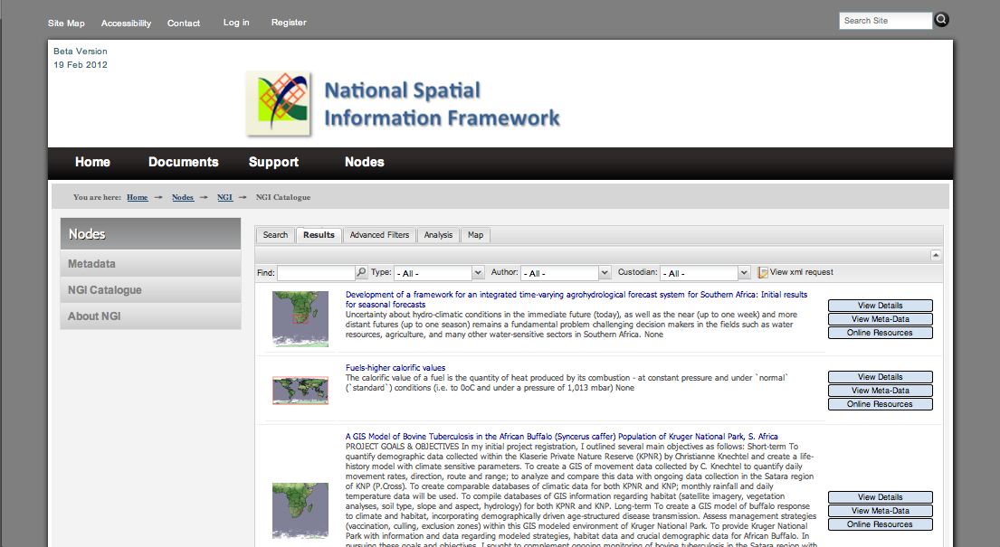 Site Map Accessibility Contact Log in Register Search Site
Beta Version
19 Feb 2012
National Spatial
Information Framework
Home Documents Support Nodes
You are here: Home → Nodes → NGI → NGI Catalogue
Nodes
Metadata
NGI Catalogue
About NGI
Search Results Advanced Filters Analysis Map
Find: Type: - All - Author: - All - Custodian: - All - View xml request
Development of a framework for an integrated time-varying agrohydrological forecast system for Southern Africa: Initial results
for seasonal forecasts
Uncertainty about hydro-climatic conditions in the immediate future (today), as well as the near (up to one week) and more
distant futures (up to one season) remains a fundamental problem challenging decision makers in the fields such as water
resources, agriculture, and many other water-sensitive sectors in Southern Africa. None
View Details
View Meta-Data
Online Resources
Fuels-higher calorific values
The calorific value of a fuel is the quantity of heat produced by its combustion - at constant pressure and under `normal`
(`standard`) conditions (i.e. to 0oC and under a pressure of 1,013 mbar) None
View Details
View Meta-Data
Online Resources
A GIS Model of Bovine Tuberculosis in the African Buffalo (Syncerus caffer) Population of Kruger National Park, S. Africa
PROJECT GOALS & OBJECTIVES In my initial project registration, I outlined several main objectives as follows: Short-term To
quantify demographic data collected within the Klaserie Private Nature Reserve (KPNR) by Christianne Knechtel and create a life-
history model with climate sensitive parameters. To create a GIS of movement data collected by C. Knechtel to quantify daily
movement rates, direction, route and range; to analyze and compare this data with ongoing data collection in the Satara region
of KNP (P.Cross). To create comparable databases of climatic data for both KPNR and KNP; monthly rainfall and daily
temperature data will be used. To compile databases of GIS information regarding habitat (satellite imagery, vegetation
analyses, soil type, slope and aspect, hydrology) for both KPNR and KNP. Long-term To create a GIS model of buffalo response
to climate and habitat, incorporating demographically driven age-structured disease transmission. Assess management strategies
(vaccination, culling, exclusion zones) within this GIS modeled environment of Kruger National Park. To provide Kruger National
Park with information and data regarding modeled strategies, habitat data and crucial demographic data for African Buffalo. In
pursuing these goals and objectives, I sought to complement ongoing monitoring of bovine tuberculosis in the Satara region with
View Details
View Meta-Data
Online Resources